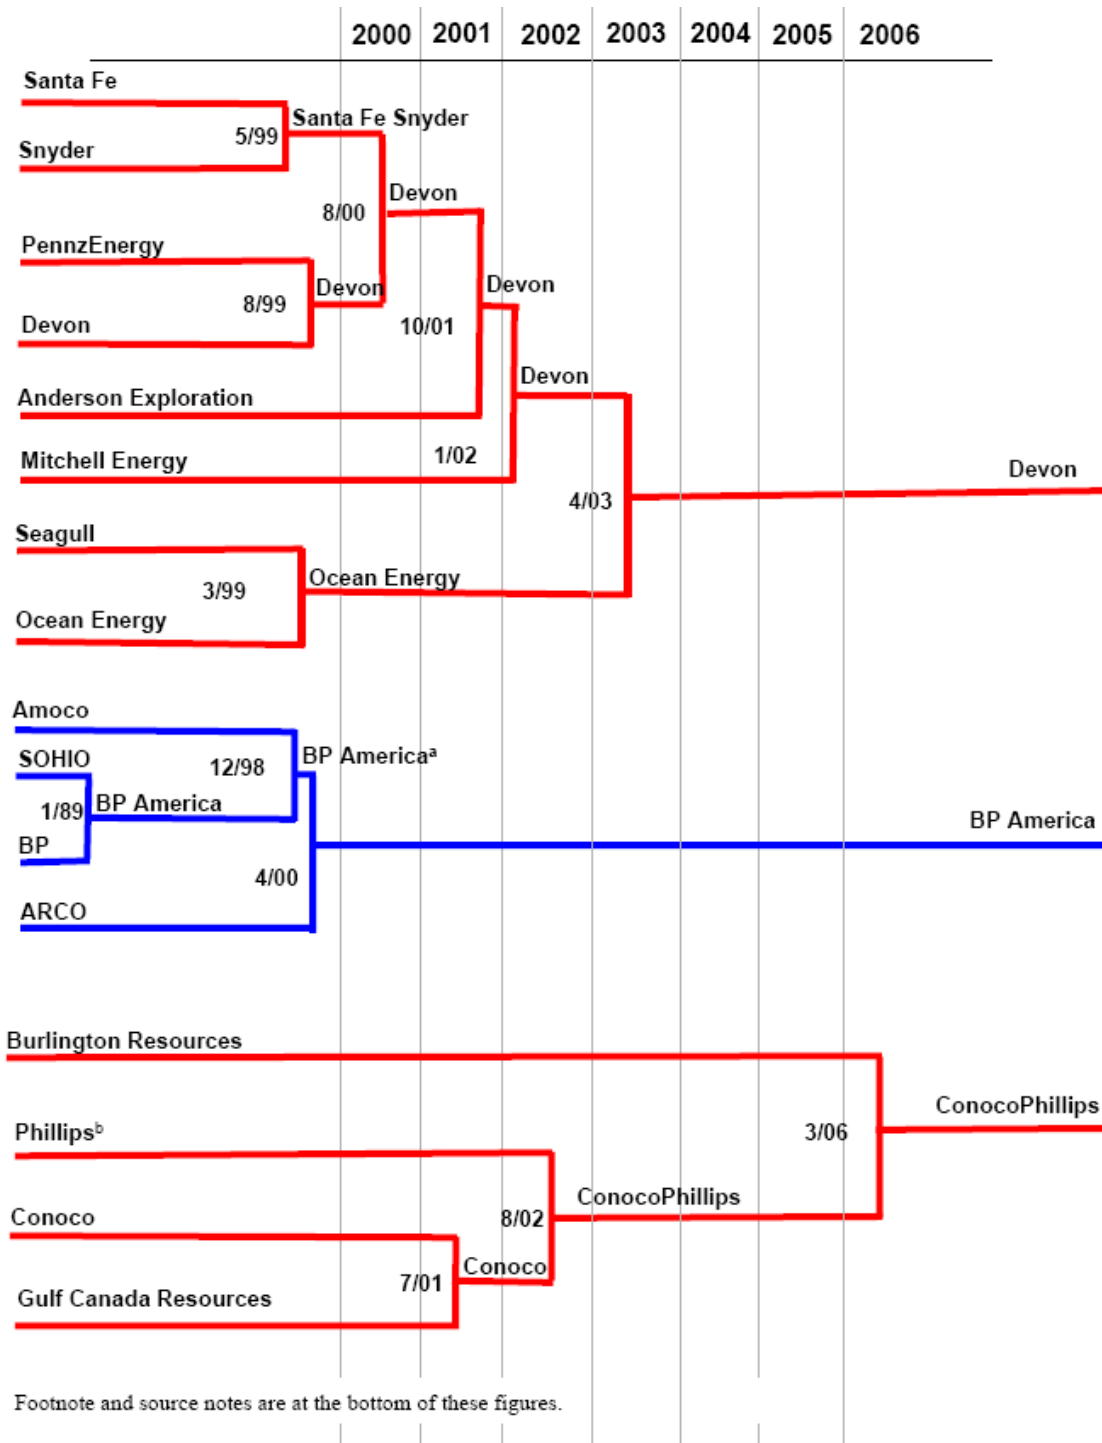 2000 2001 2002 2003 2004 2005 2006
Santa Fe
Santa Fe Snyder
5/99
Snyder
Devon
8/00
PennzEnergy
Devon
Devon
8/99
Devon
10/01
Devon
Anderson Exploration
1/02
Mitchell Energy
Devon
4/03
Seagull
Ocean Energy
3/99
Ocean Energy
Amoco
SOHIO
12/98
BP Americaᵃ
1/89
BP America
BP America
BP
4/00
ARCO
Burlington Resources
ConocoPhillips
Phillipsᵇ
3/06
ConocoPhillips
Conoco
8/02
Conoco
7/01
Gulf Canada Resources
Footnote and source notes are at the bottom of these figures.